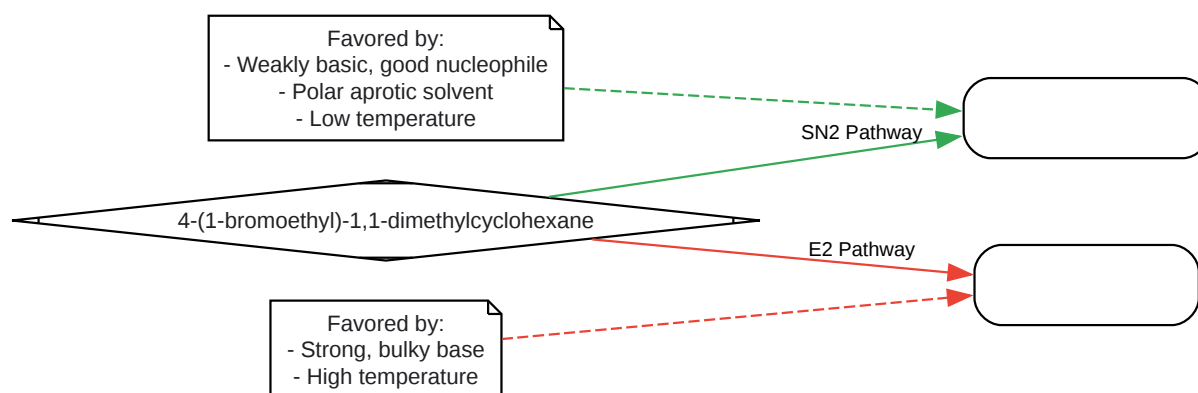 Favored by:
- Weakly basic, good nucleophile
- Polar aprotic solvent
- Low temperature
SN2 Pathway
4-(1-bromoethyl)-1,1-dimethylcyclohexane
E2 Pathway
Favored by:
- Strong, bulky base
- High temperature